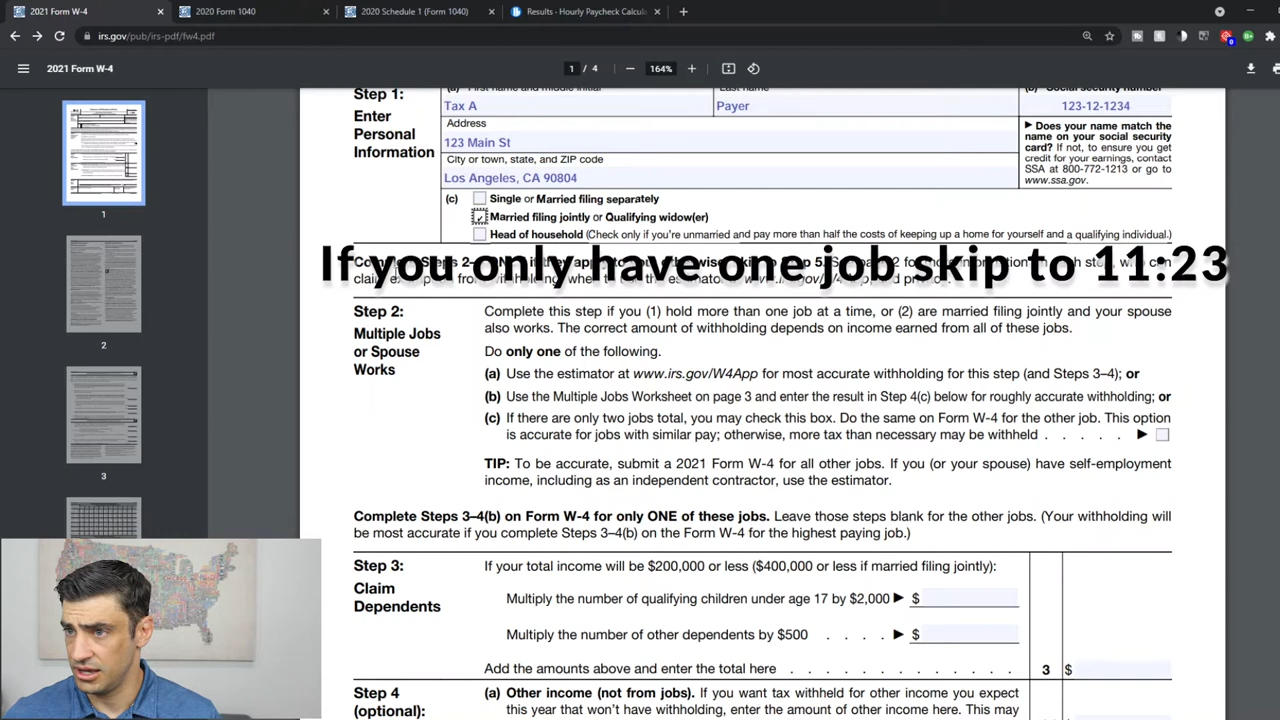 2021 Form W-4
2020 Form 1040
2020 Schedule 1 (Form 1040)
Results - Hourly Paycheck Calcula
irs.gov/pub/irs-pdf/fw4.pdf
2021 Form W-4
1 / 4
164%
1
2
3
Step 1:
Enter
Personal
Information
(a) First name and middle initial
Tax A
Last name
Payer
(b) Social security number
123-12-1234
Address
123 Main St
City or town, state, and ZIP code
Los Angeles, CA 90804
▶ Does your name match the
name on your social security
card? If not, to ensure you get
credit for your earnings, contact
SSA at 800-772-1213 or go to
www.ssa.gov.
(c) Single or Married filing separately
Married filing jointly or Qualifying widow(er)
Head of household (Check only if you're unmarried and pay more than half the costs of keeping up a home for yourself and a qualifying individual.)
If you only have one job skip to 11:23
Step 2:
Multiple Jobs
or Spouse
Works
Complete this step if you (1) hold more than one job at a time, or (2) are married filing jointly and your spouse
also works. The correct amount of withholding depends on income earned from all of these jobs.
Do only one of the following.
(a) Use the estimator at www.irs.gov/W4App for most accurate withholding for this step (and Steps 3–4); or
(b) Use the Multiple Jobs Worksheet on page 3 and enter the result in Step 4(c) below for roughly accurate withholding; or
(c) If there are only two jobs total, you may check this box. Do the same on Form W-4 for the other job. This option
is accurate for jobs with similar pay; otherwise, more tax than necessary may be withheld . . . . . ▶
TIP: To be accurate, submit a 2021 Form W-4 for all other jobs. If you (or your spouse) have self-employment
income, including as an independent contractor, use the estimator.
Complete Steps 3–4(b) on Form W-4 for only ONE of these jobs. Leave those steps blank for the other jobs. (Your withholding will
be most accurate if you complete Steps 3–4(b) on the Form W-4 for the highest paying job.)
Step 3:
Claim
Dependents
If your total income will be $200,000 or less ($400,000 or less if married filing jointly):
Multiply the number of qualifying children under age 17 by $2,000 ▶ $
Multiply the number of other dependents by $500 . . . . ▶ $
Add the amounts above and enter the total here . . . . . . . . . . . . . 3 $
Step 4
(optional):
(a) Other income (not from jobs). If you want tax withheld for other income you expect
this year that won't have withholding, enter the amount of other income here. This may